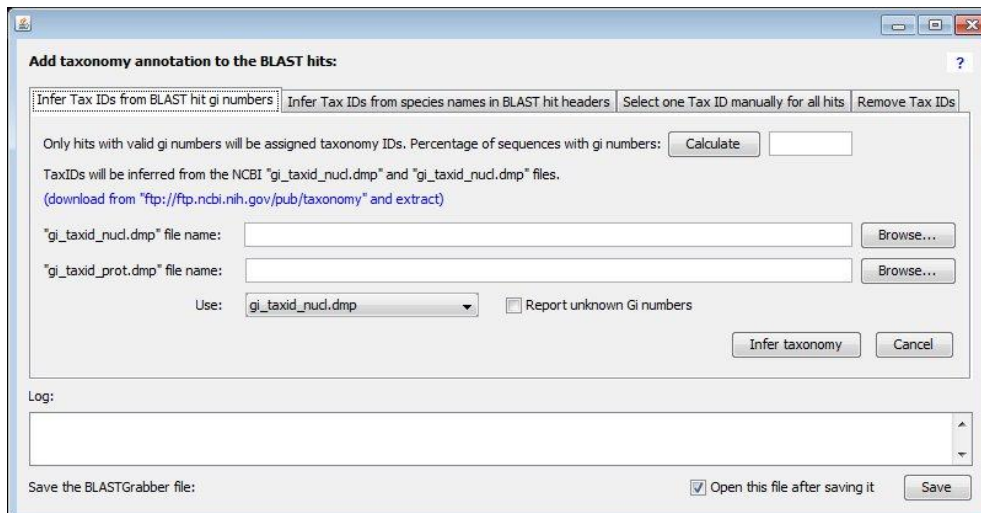 Add taxonomy annotation to the BLAST hits:
?
Infer Tax IDs from BLAST hit gi numbers Infer Tax IDs from species names in BLAST hit headers Select one Tax ID manually for all hits Remove Tax IDs
Only hits with valid gi numbers will be assigned taxonomy IDs. Percentage of sequences with gi numbers: Calculate
TaxIDs will be inferred from the NCBI "gi_taxid_nucl.dmp" and "gi_taxid_nucl.dmp" files.
(download from "ftp://ftp.ncbi.nih.gov/pub/taxonomy" and extract)
"gi_taxid_nucl.dmp" file name: Browse...
"gi_taxid_prot.dmp" file name: Browse...
Use: gi_taxid_nucl.dmp Report unknown Gi numbers
Infer taxonomy Cancel
Log:
Save the BLASTGrabber file: Open this file after saving it Save